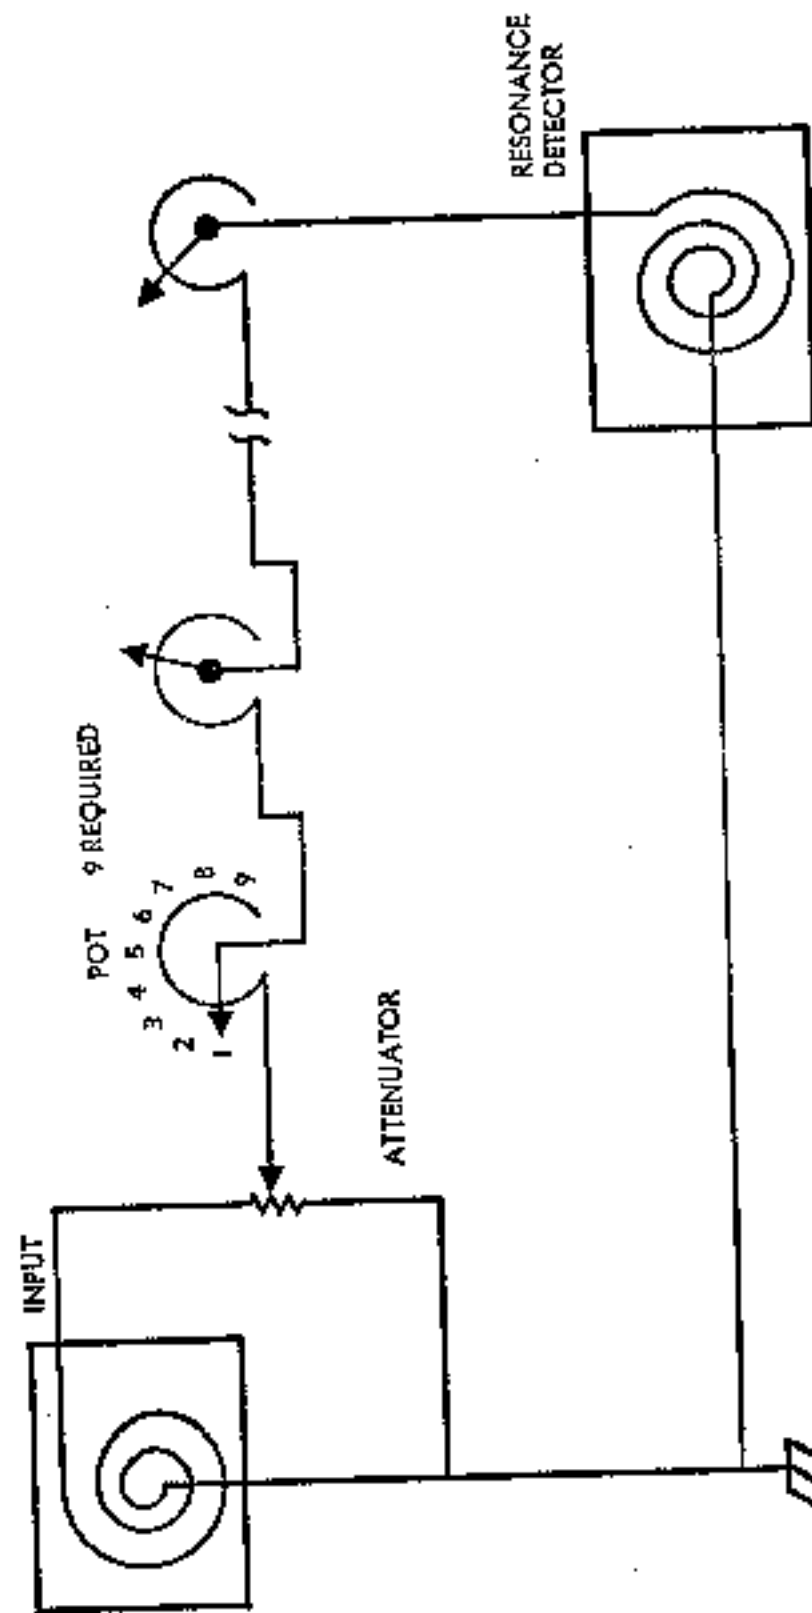 INPUT
POT 9 REQUIRED
1
2
3
4
5
6
7
8
9
ATTENUATOR
RESONANCE
DETECTOR